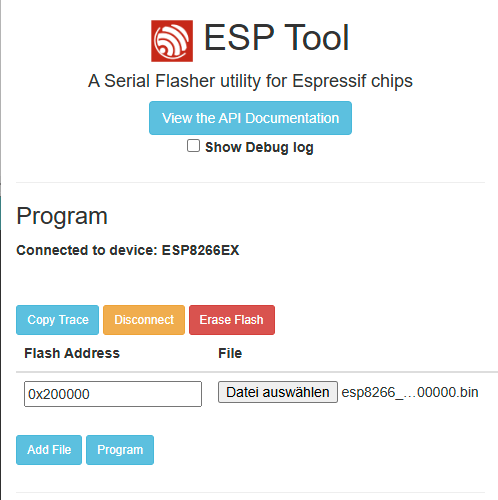 ESP Tool
A Serial Flasher utility for Espressif chips
View the API Documentation
Show Debug log
Program
Connected to device: ESP8266EX
Copy Trace Disconnect Erase Flash
Flash Address File
0x200000 Datei auswählen esp8266_...00000.bin
Add File Program